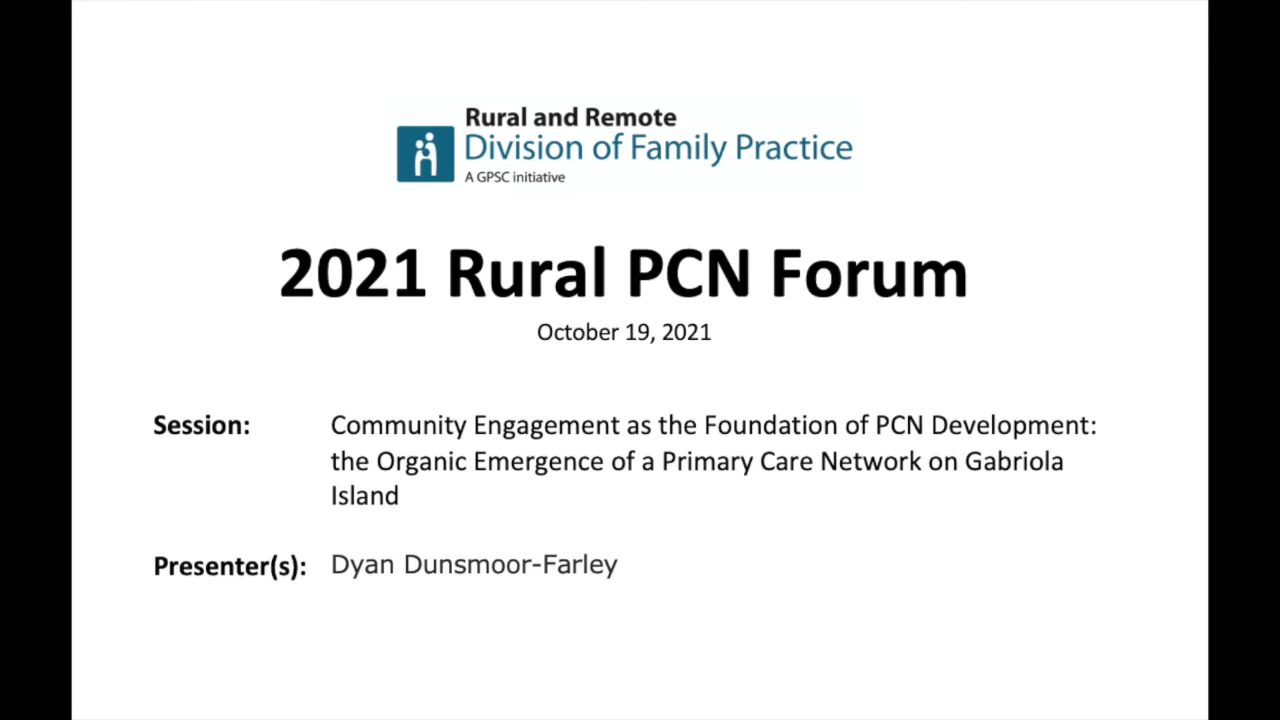 Rural and Remote
Division of Family Practice
A GPSC initiative
2021 Rural PCN Forum
October 19, 2021
Session: Community Engagement as the Foundation of PCN Development:
the Organic Emergence of a Primary Care Network on Gabriola
Island
Presenter(s): Dyan Dunsmoor-Farley